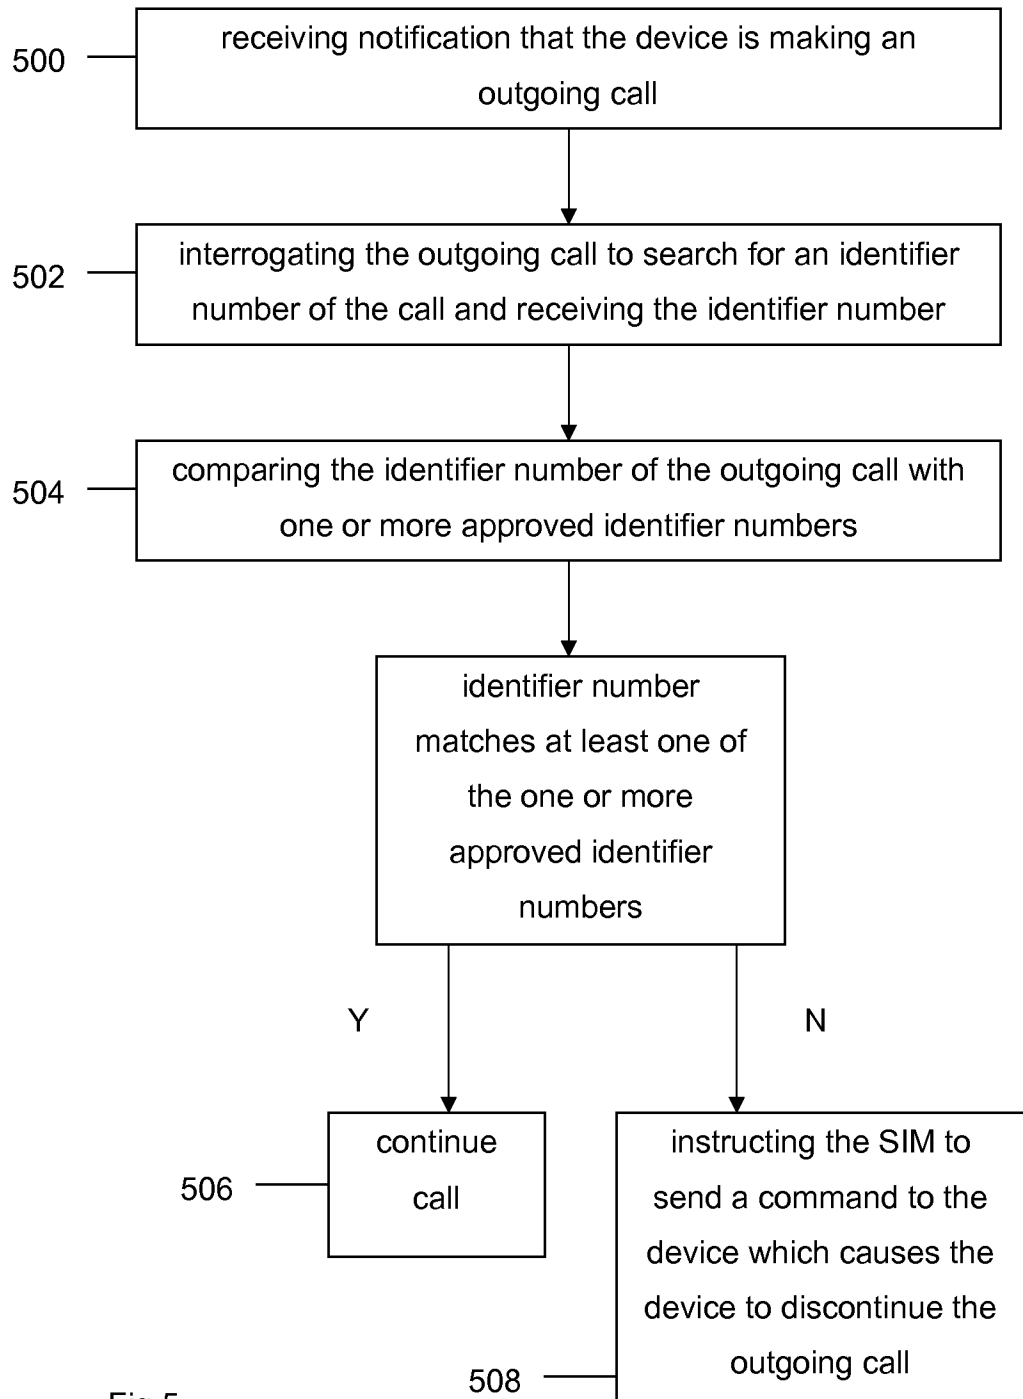 receiving notification that the device is making an
500
outgoing call
interrogating the outgoing call to search for an identifier
502
number of the call and receiving the identifier number
comparing the identifier number of the outgoing call with
504
one or more approved identifier numbers
identifier number
matches at least one of
the one or more
approved identifier
numbers
Y
N
continue
call
506
instructing the SIM to
send a command to the
device which causes the
device to discontinue the
outgoing call
508
Fig 5